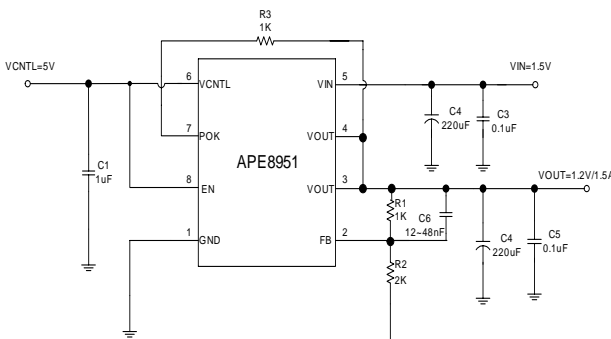 R3
1K
VCNTL=5V
6
VCNTL
VIN
5
VIN=1.5V
C4
220uF
C3
0.1uF
7
POK
VOUT
4
C1
1uF
APE8951
8
EN
VOUT
3
VOUT=1.2V/1.5A
R1
1K
C6
12~48nF
C4
220uF
C5
0.1uF
1
GND
FB
2
R2
2K